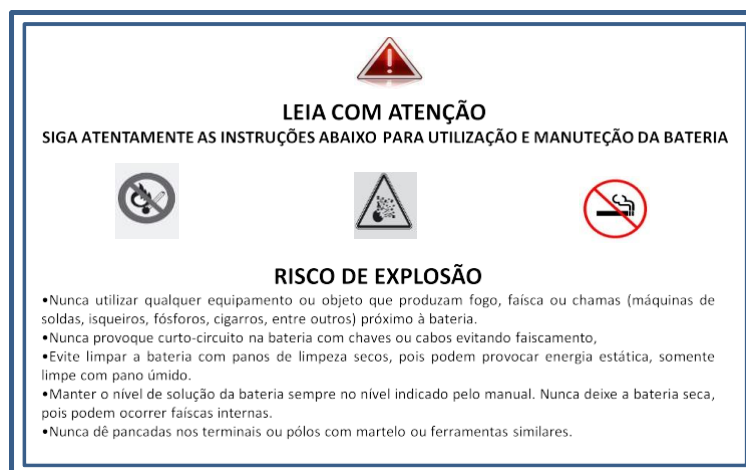 LEIA COM ATENÇÃO
SIGA ATENTAMENTE AS INSTRUÇÕES ABAIXO PARA UTILIZAÇÃO E MANUTEÇÃO DA BATERIA
RISCO DE EXPLOSÃO
•Nunca utilizar qualquer equipamento ou objeto que produzam fogo, faísca ou chamas (máquinas de
soldas, isqueiros, fósforos, cigarros, entre outros) próximo à bateria.
•Nunca provoque curto-circuito na bateria com chaves ou cabos evitando faiscamento,
•Evite limpar a bateria com panos de limpeza secos, pois podem provocar energia estática, somente
limpe com pano úmido.
•Manter o nível de solução da bateria sempre no nível indicado pelo manual. Nunca deixe a bateria seca,
pois podem ocorrer faíscas internas.
•Nunca dê pancadas nos terminais ou pólos com martelo ou ferramentas similares.